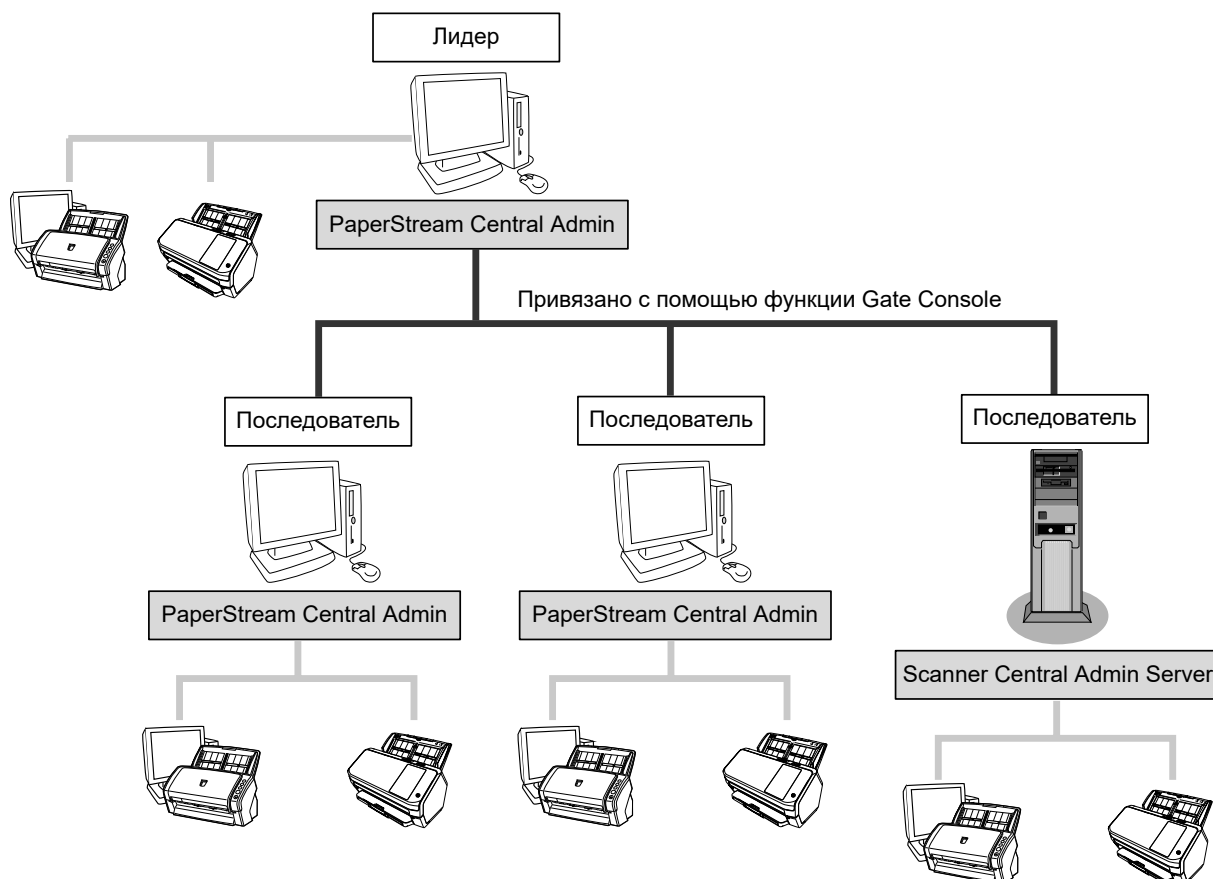 Лидер
PaperStream Central Admin
Привязано с помощью функции Gate Console
Последователь
Последователь
Последователь
PaperStream Central Admin
PaperStream Central Admin
Scanner Central Admin Server